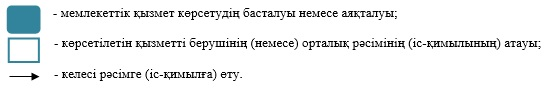 - мемлекеттік қызмет көрсетудің басталуы немесе аяқталуы;
- көрсетілетін қызметті берушінің (немесе) орталық рәсімінің (іс-қимылының) атауы;
- келесі рәсімге (іс-қимылға) өту.